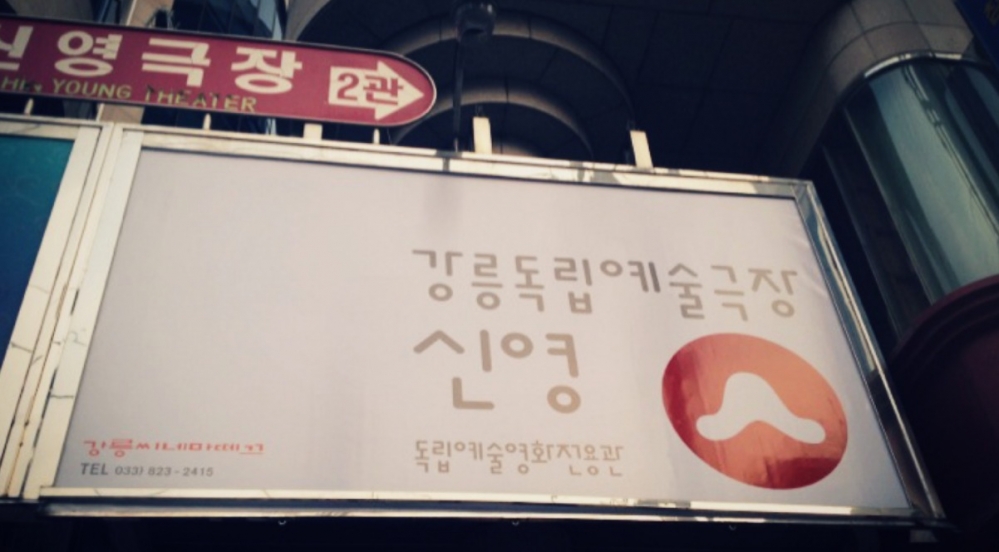 신영극장 2관
SHIN YOUNG THEATER
강릉독립예술극장
신영
독립예술영화전용관
강릉씨네마떼크
TEL 033) 823-2415